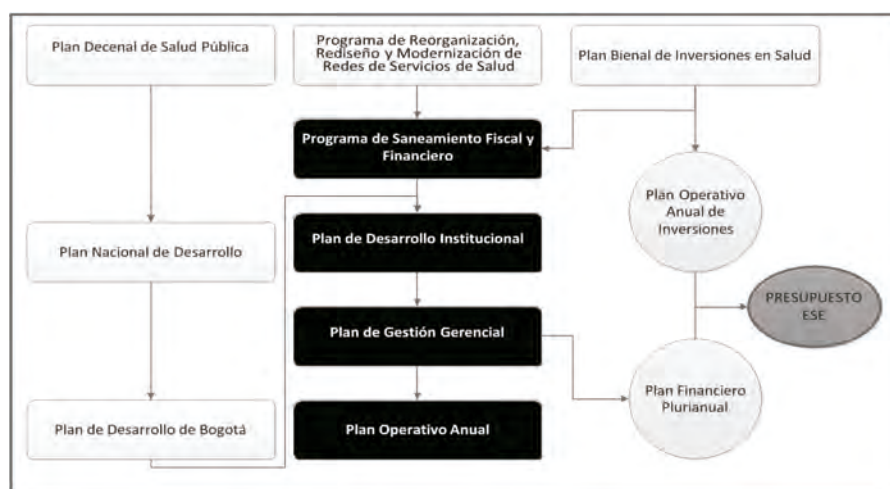 Plan Decenal de Salud Pública
Programa de Reorganización,
Rediseño y Modernización de
Redes de Servicios de Salud
Plan Bienal de Inversiones en Salud
Programa de Saneamiento Fiscal y
Financiero
Plan Operativo
Anual de
Inversiones
Plan Nacional de Desarrollo
Plan de Desarrollo Institucional
PRESUPUESTO
ESE
Plan de Gestión Gerencial
Plan Financiero
Plurianual
Plan de Desarrollo de Bogotá
Plan Operativo Anual